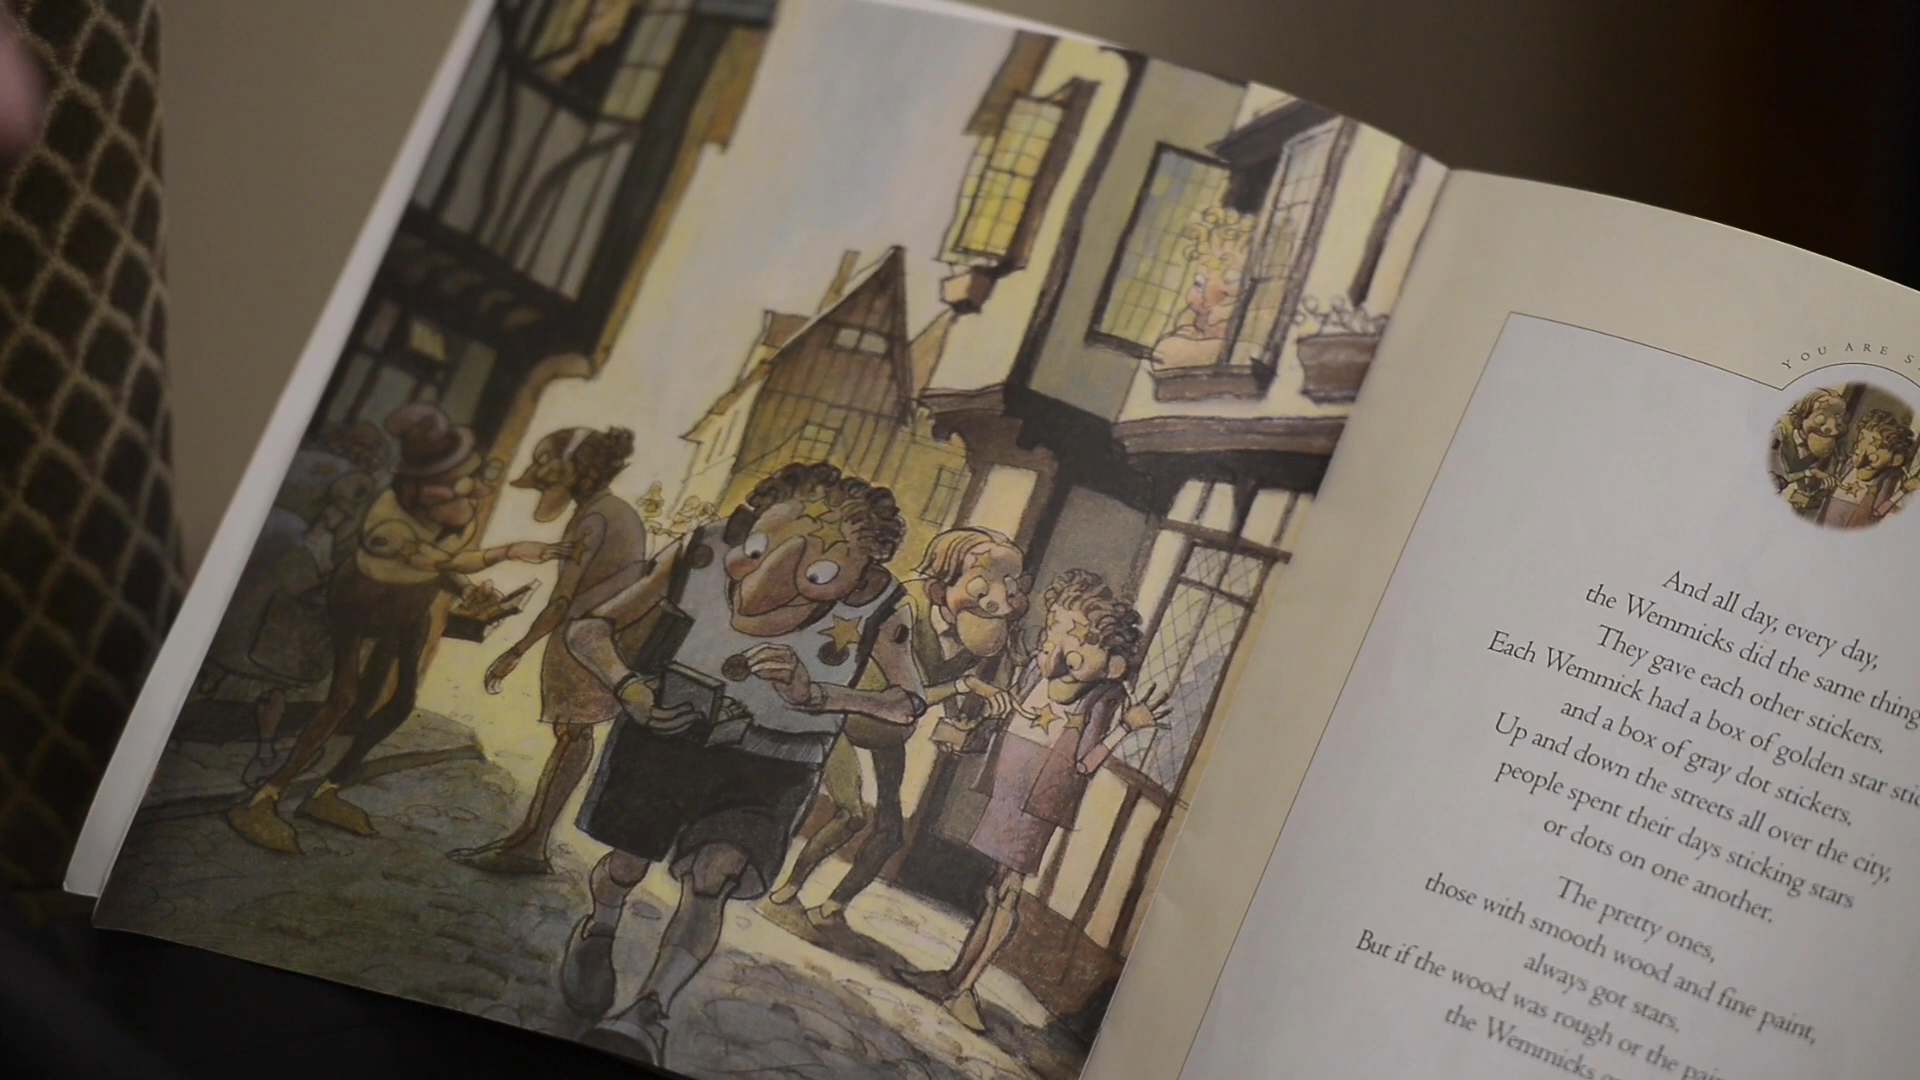 YOU ARE S
And all day, every day,
the Wemmicks did the same thing
They gave each other stickers.
Each Wemmick had a box of golden star stic
and a box of gray dot stickers.
Up and down the streets all over the city,
people spent their days sticking stars
or dots on one another.
The pretty ones,
those with smooth wood and fine paint,
always got stars.
But if the wood was rough or the pain
the Wemmicks